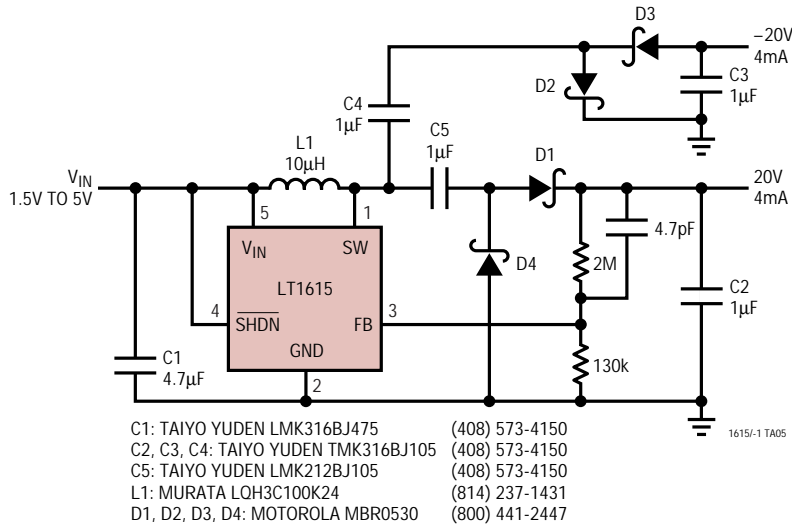 D3
−20V
4mA
D2
C3
1µF
C4
1µF
C5
1µF
L1
10µH
D1
VIN
1.5V TO 5V
20V
4mA
5
1
VIN
SW
4.7pF
D4
2M
LT1615
C2
1µF
4
SHDN
FB
3
GND
130k
C1
4.7µF
2
C1: TAIYO YUDEN LMK316BJ475 (408) 573-4150
C2, C3, C4: TAIYO YUDEN TMK316BJ105 (408) 573-4150
C5: TAIYO YUDEN LMK212BJ105 (408) 573-4150
L1: MURATA LQH3C100K24 (814) 237-1431
D1, D2, D3, D4: MOTOROLA MBR0530 (800) 441-2447
1615/-1 TA05